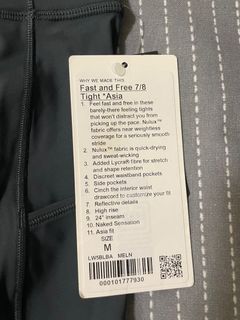 WHY WE MADE THIS
Fast and Free 7/8
Tight *Asia
1. Feel fast and free in these
barely-there feeling tights
that won't distract you from
picking up the pace. Nulux™
fabric offers near weightless
coverage for a seriously smooth
stride
2. Nulux™ fabric is quick-drying
and sweat-wicking
3. Added Lycra® fibre for stretch
and shape retention
4. Discreet waistband pockets
5. Side pockets
6. Cinch the interior waist
drawcord to customize your fit
7. Reflective details
8. High rise
9. 24" inseam
10. Naked Sensation
11. Asia fit
SIZE
M
LW5BLBA MELN
000101777930